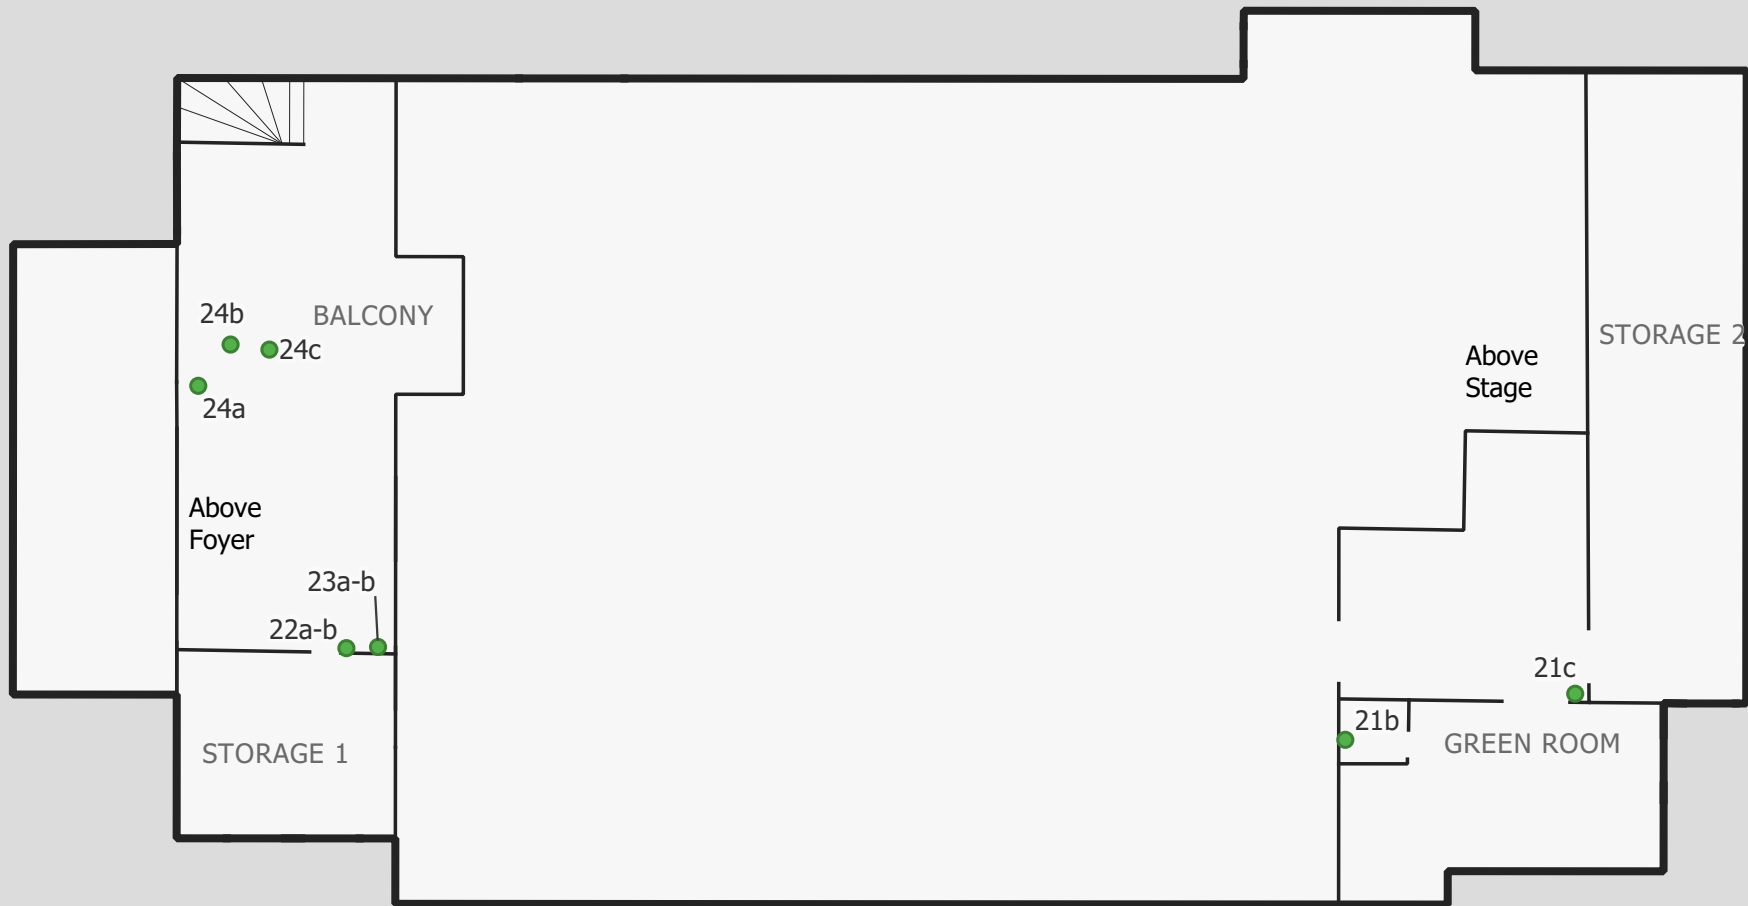 24b
BALCONY
24c
24a
Above
Foyer
23a-b
22a-b
STORAGE 1
Above
Stage
STORAGE 2
21c
21b
GREEN ROOM